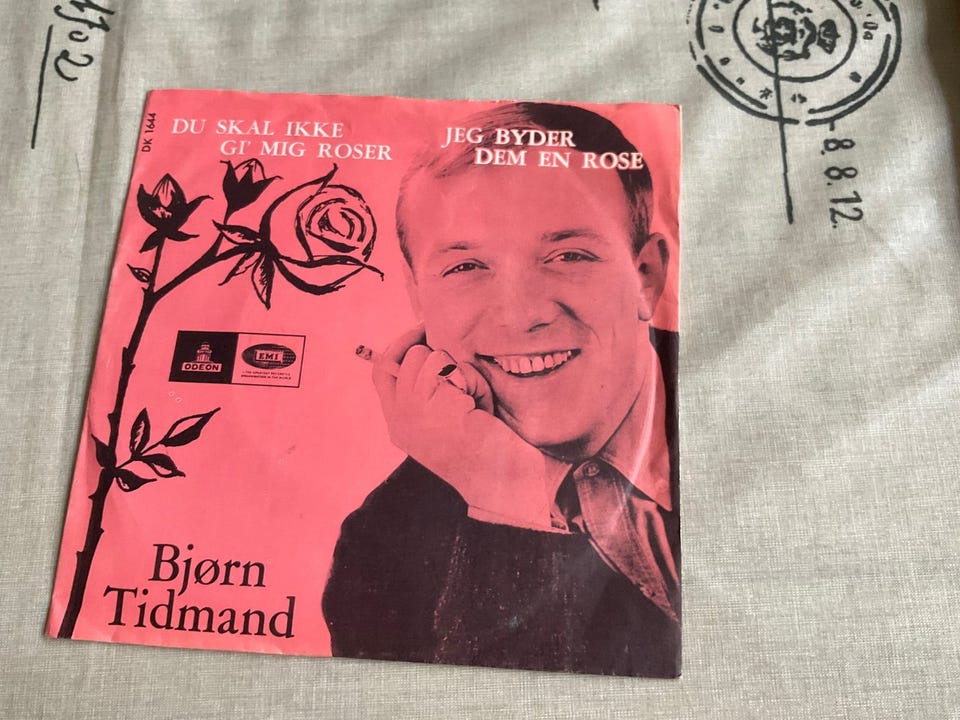 DK 1644
DU SKAL IKKE
GI' MIG ROSER
JEG BYDER
DEM EN ROSE
ODEON
EMI
Bjørn
Tidmand
8.8.12.